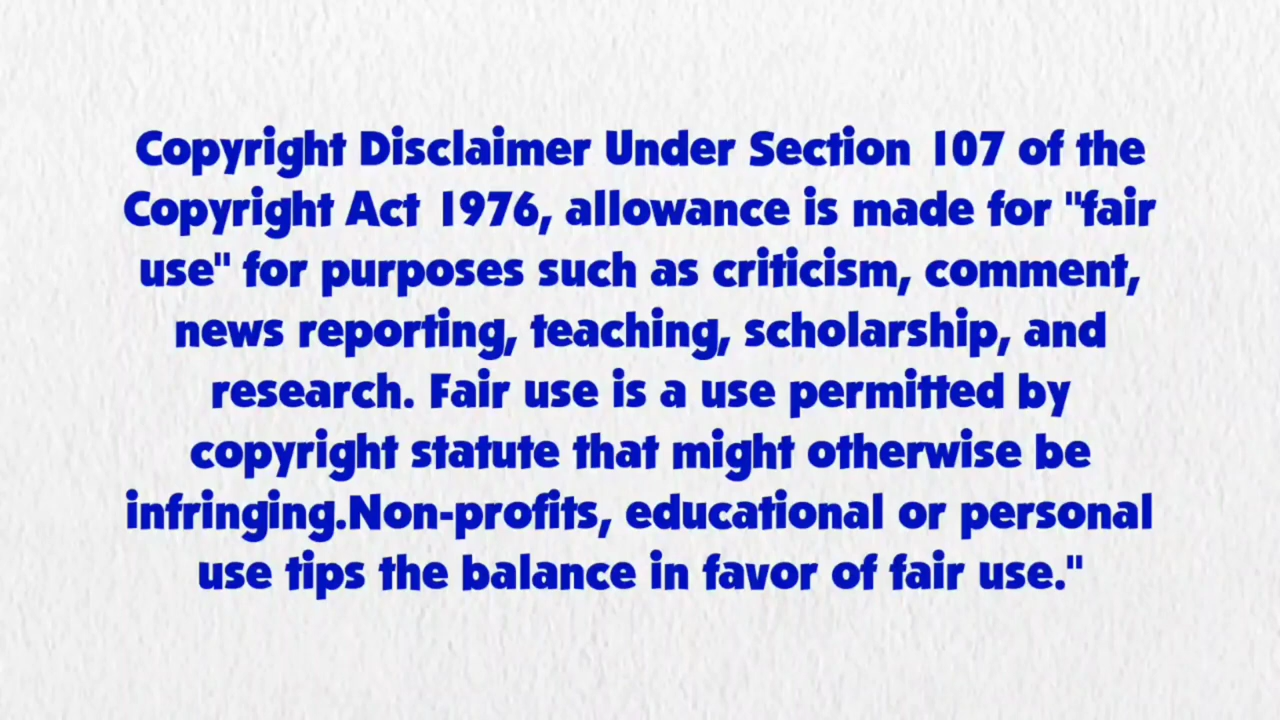 Copyright Disclaimer Under Section 107 of the
Copyright Act 1976, allowance is made for "fair
use" for purposes such as criticism, comment,
news reporting, teaching, scholarship, and
research. Fair use is a use permitted by
copyright statute that might otherwise be
infringing.Non-profits, educational or personal
use tips the balance in favor of fair use."